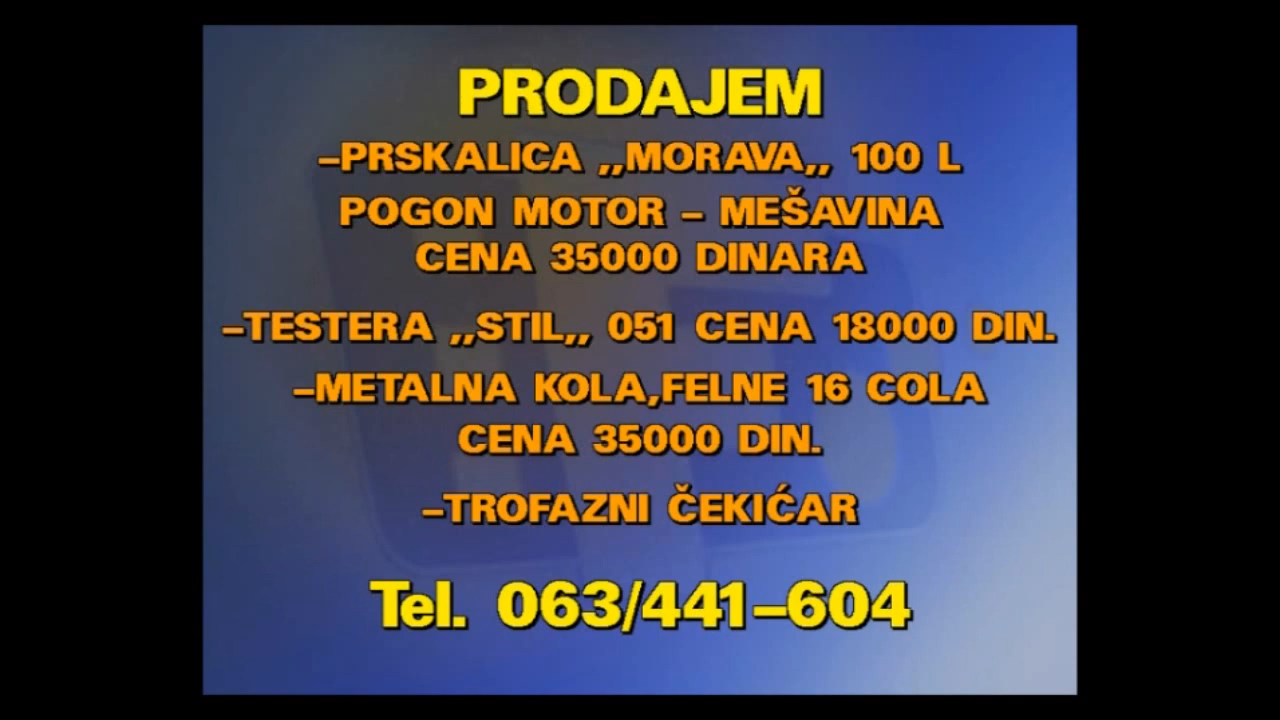 PRODAJEM
-PRSKALICA ,,MORAVA,, 100 L
POGON MOTOR - MEŠAVINA
CENA 35000 DINARA
-TESTERA ,,STIL,, 051 CENA 18000 DIN.
-METALNA KOLA,FELNE 16 COLA
CENA 35000 DIN.
-TROFAZNI ČEKIĆAR
Tel. 063/441-604